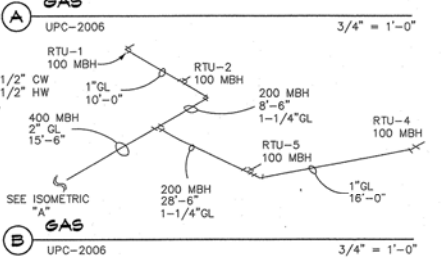 GAS
A
UPC-2006
3/4" = 1'-0"
RTU-1
100 MBH
RTU-2
100 MBH
1/2" CW
1/2" HW
1"GL
10'-0"
200 MBH
8'-6"
1-1/4"GL
400 MBH
2" GL
15'-6"
RTU-4
100 MBH
RTU-5
100 MBH
SEE ISOMETRIC
"A"
200 MBH
28'-6"
1-1/4"GL
1"GL
16'-0"
GAS
B
UPC-2006
3/4" = 1'-0"